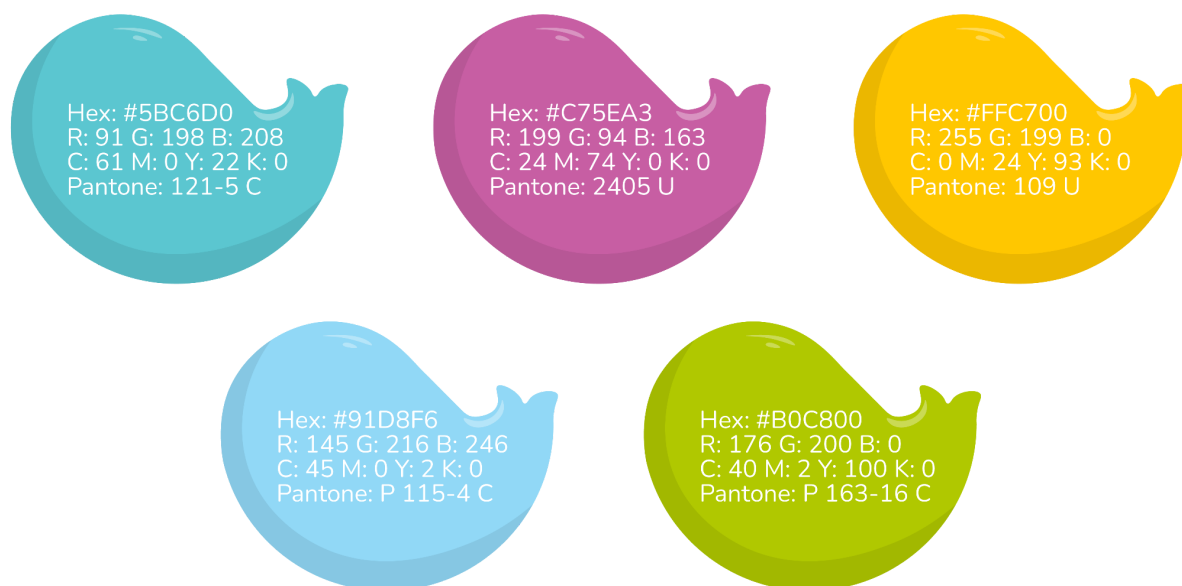 Hex: #5BC6D0
R: 91 G: 198 B: 208
C: 61 M: 0 Y: 22 K: 0
Pantone: 121-5 C
Hex: #C75EA3
R: 199 G: 94 B: 163
C: 24 M: 74 Y: 0 K: 0
Pantone: 2405 U
Hex: #FFC700
R: 255 G: 199 B: 0
C: 0 M: 24 Y: 93 K: 0
Pantone: 109 U
Hex: #91D8F6
R: 145 G: 216 B: 246
C: 45 M: 0 Y: 2 K: 0
Pantone: P 115-4 C
Hex: #B0C800
R: 176 G: 200 B: 0
C: 40 M: 2 Y: 100 K: 0
Pantone: P 163-16 C